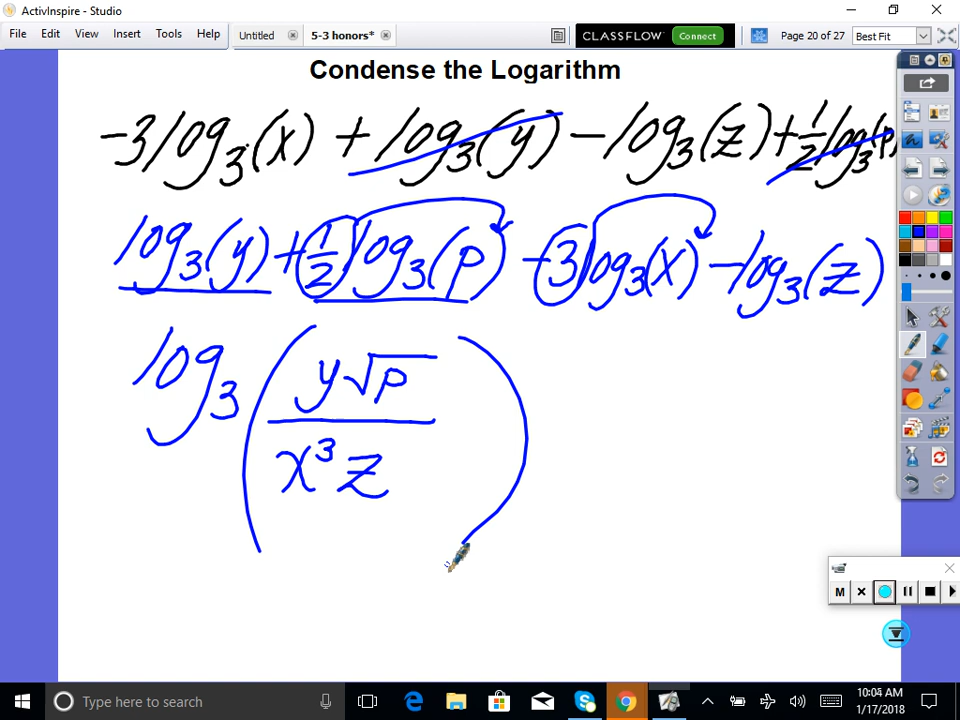 ActivInspire - Studio
File Edit View Insert Tools Help Untitled 5-3 honors* CLASSFLOW Connect Page 20 of 27 Best Fit
Condense the Logarithm
-3log₃(x) + log₃(y) - log₃(z) + 1/2 log₃(p)
log₃(y) + 1/2 log₃(p) - 3log₃(x) - log₃(z)
log₃(y√p / x³z)
M
Type here to search
10:04 AM
1/17/2018